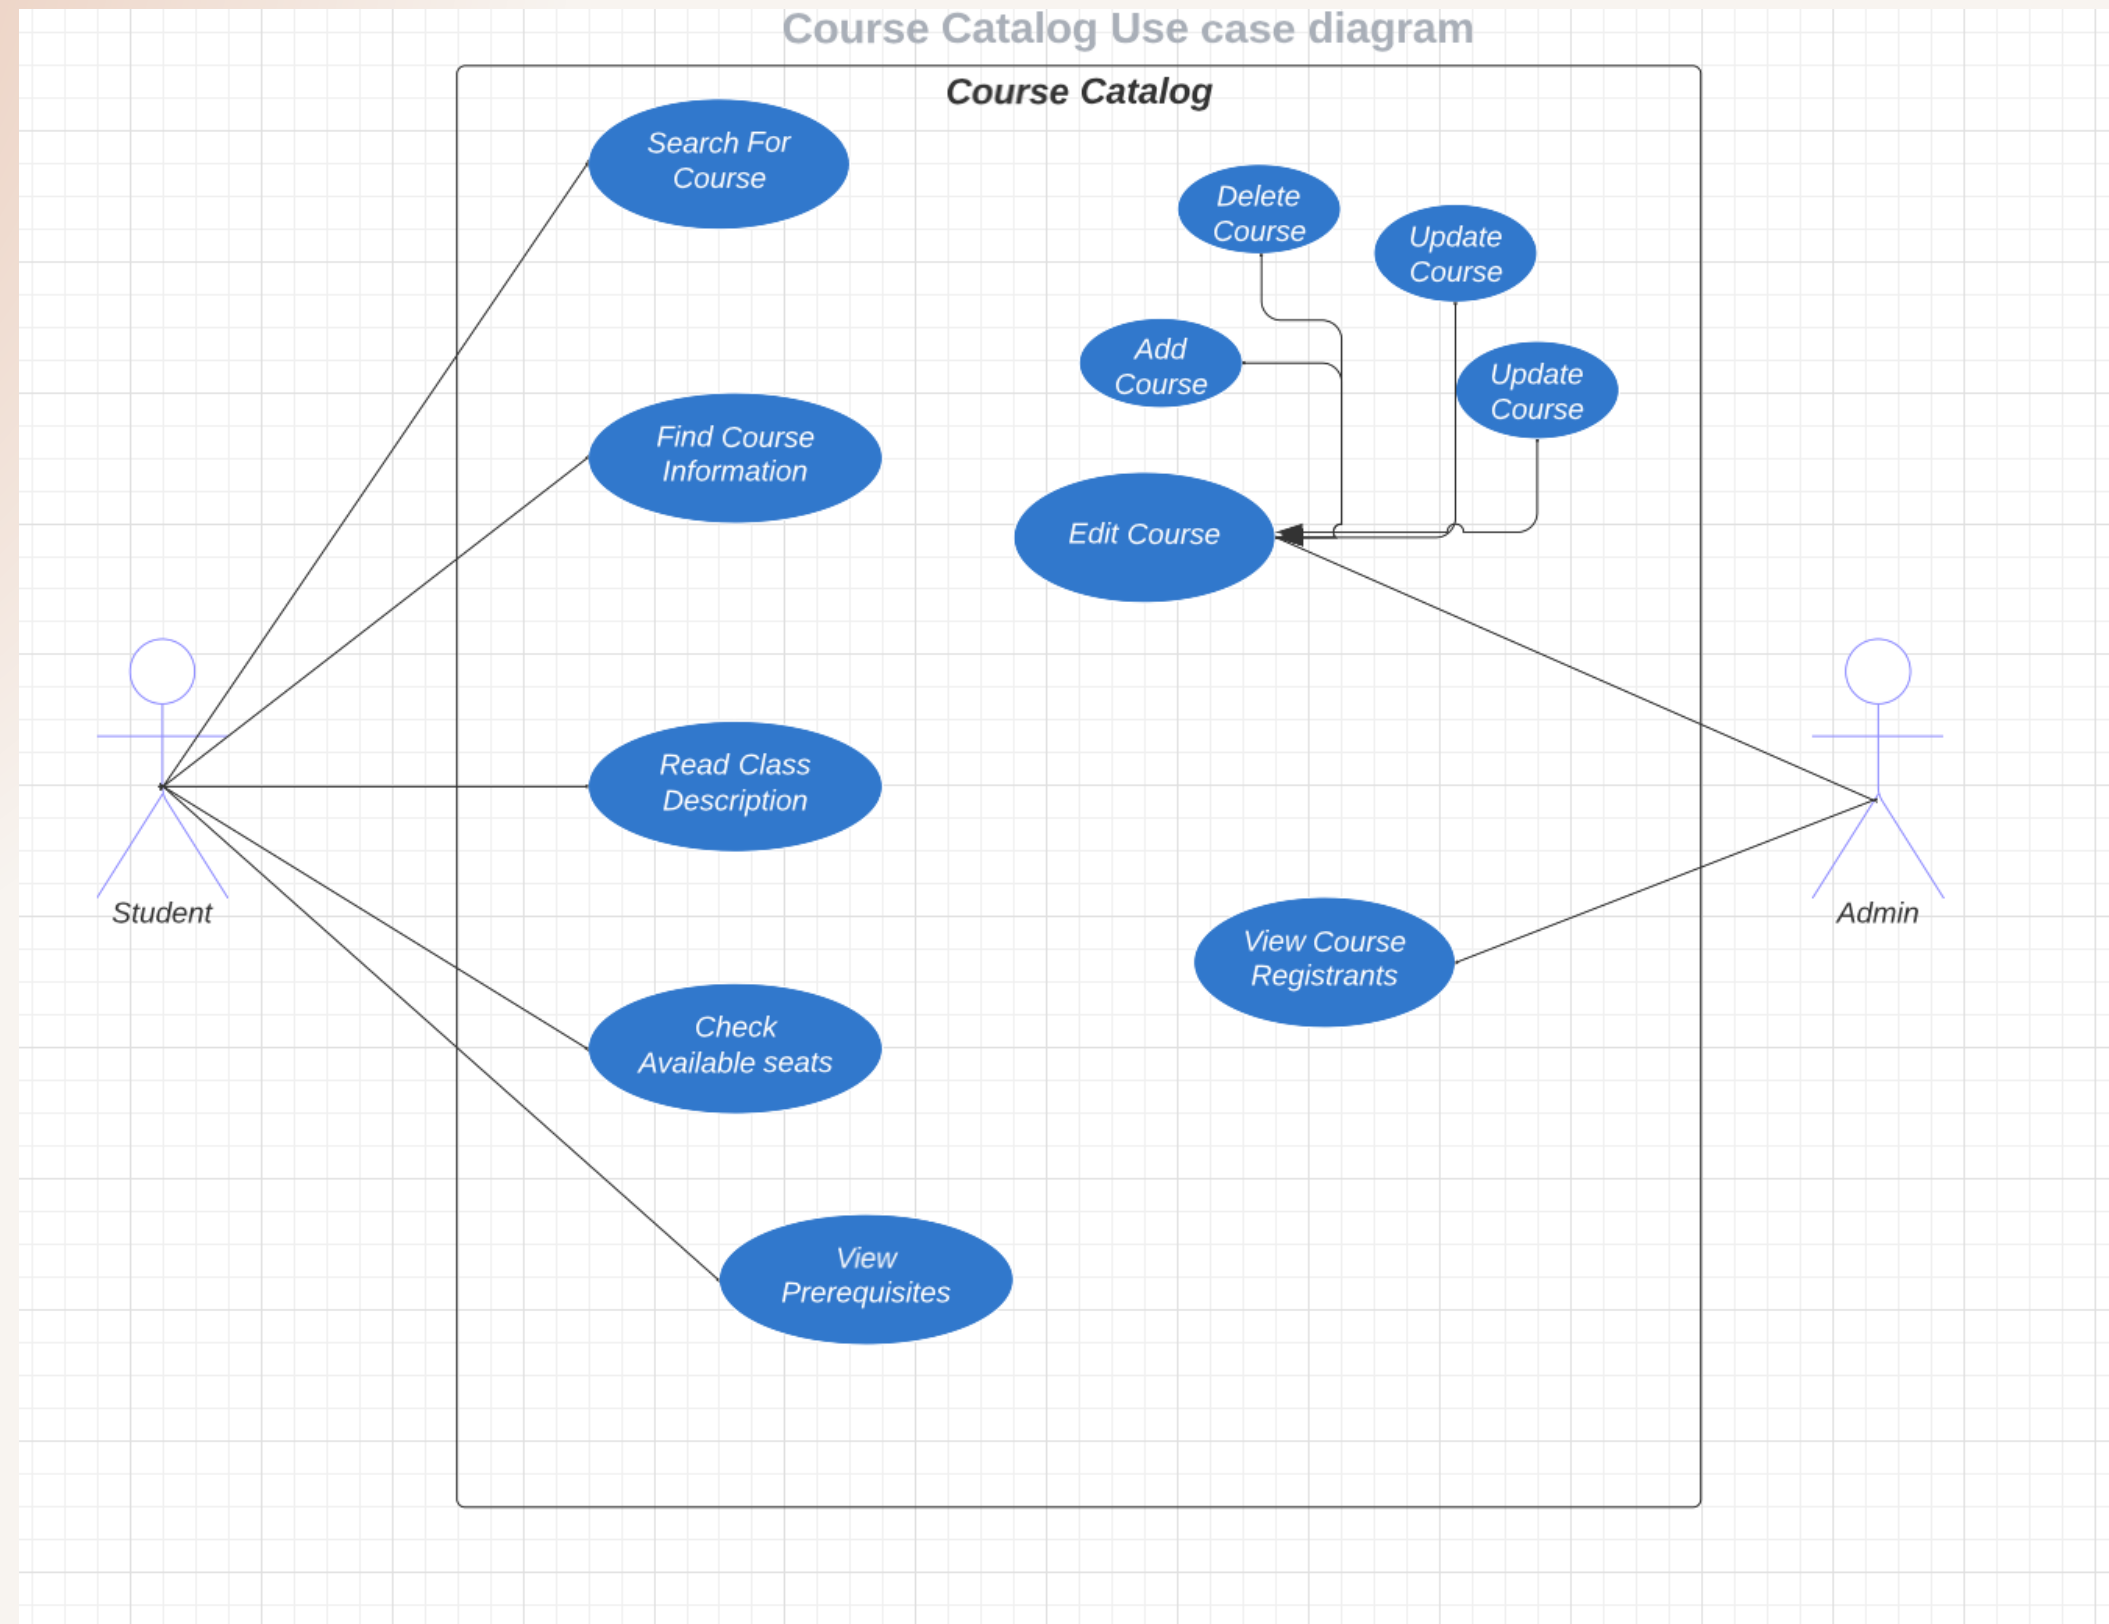 Course Catalog Use case diagram
Course Catalog
Search For
Course
Delete
Course
Update
Course
Add
Course
Update
Course
Find Course
Information
Edit Course
Read Class
Description
Student
Admin
View Course
Registrants
Check
Available seats
View
Prerequisites